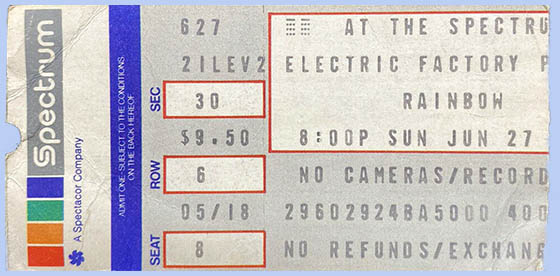 Spectrum
A Spectacor Company
ADMIT ONE: SUBJECT TO THE CONDITIONS
ON THE BACK HEREOF
627
2ILEV2
SEC
30
$9.50
ROW
6
05/18
SEAT
8
AT THE SPECTRU
ELECTRIC FACTORY P
RAINBOW
8:00P SUN JUN 27
NO CAMERAS/RECORD
29602924BA5000 400
NO REFUNDS/EXCHANG